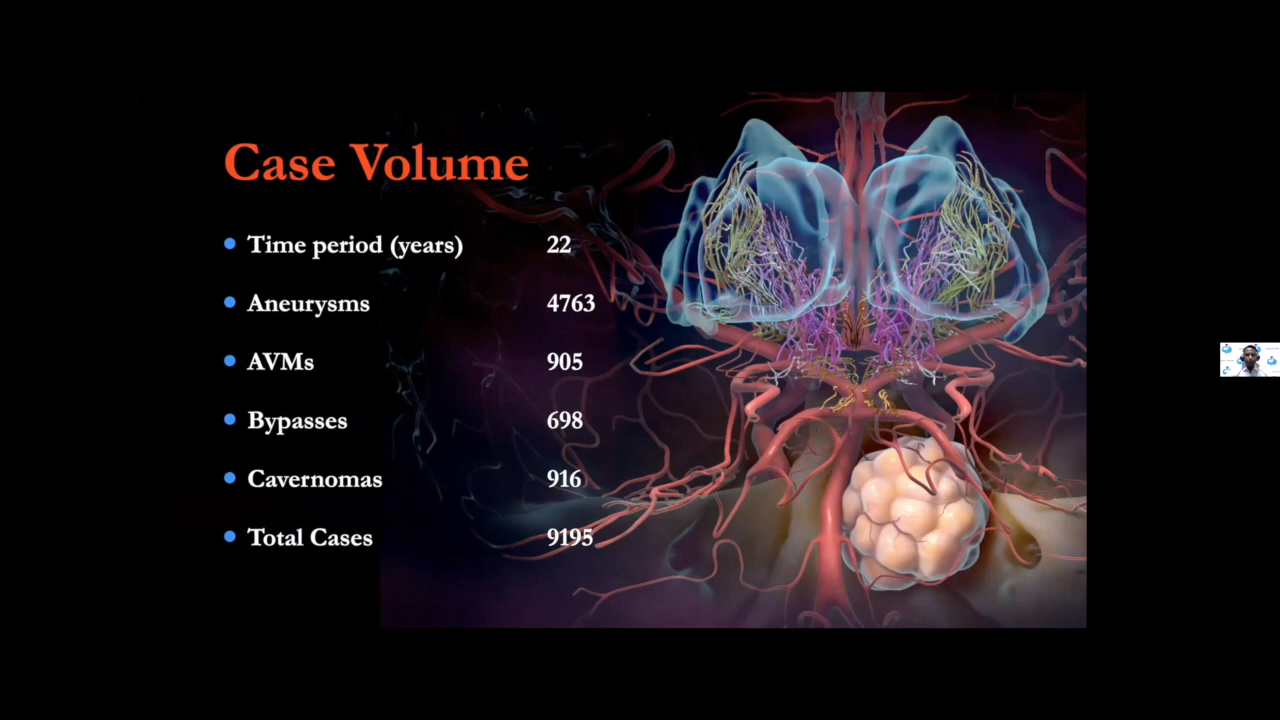 Case Volume
Time period (years) 22
Aneurysms 4763
AVMs 905
Bypasses 698
Cavernomas 916
Total Cases 9195